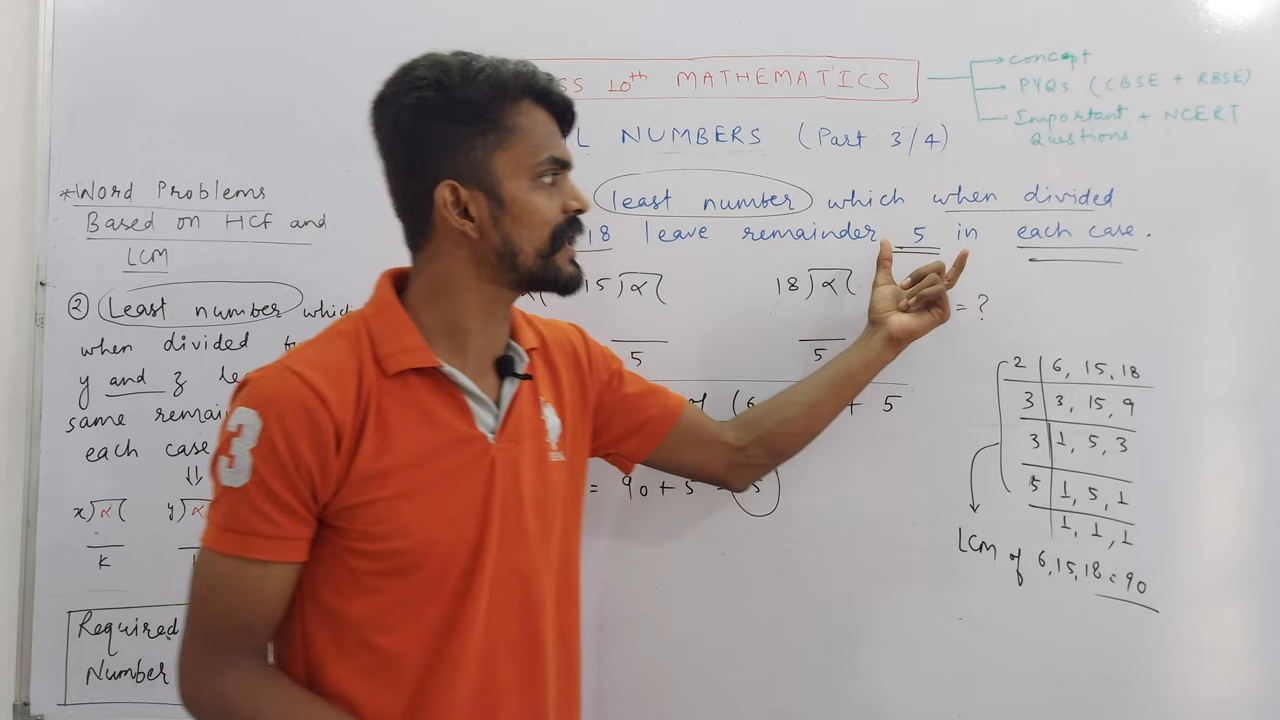 SS 10th MATHEMATICS
→ concept
→ PYQs (CBSE + RBSE)
→ Important + NCERT
Questions
L NUMBERS (Part 3/4)
*Word Problems
Based on HCF and
LCM
② Least number
when divided
y and z
same
each case
⇓
x)α(
y)α
K
Required
Number
least number which when divided
18 leave remainder 5 in each case.
15)α(
18)α(
= ?
5
5
+ 5
= 90 + 5
2 | 6, 15, 18
3 | 3, 15, 9
3 | 1, 5, 3
5 | 1, 5, 1
1, 1, 1
LCM of 6, 15, 18 = 90
3